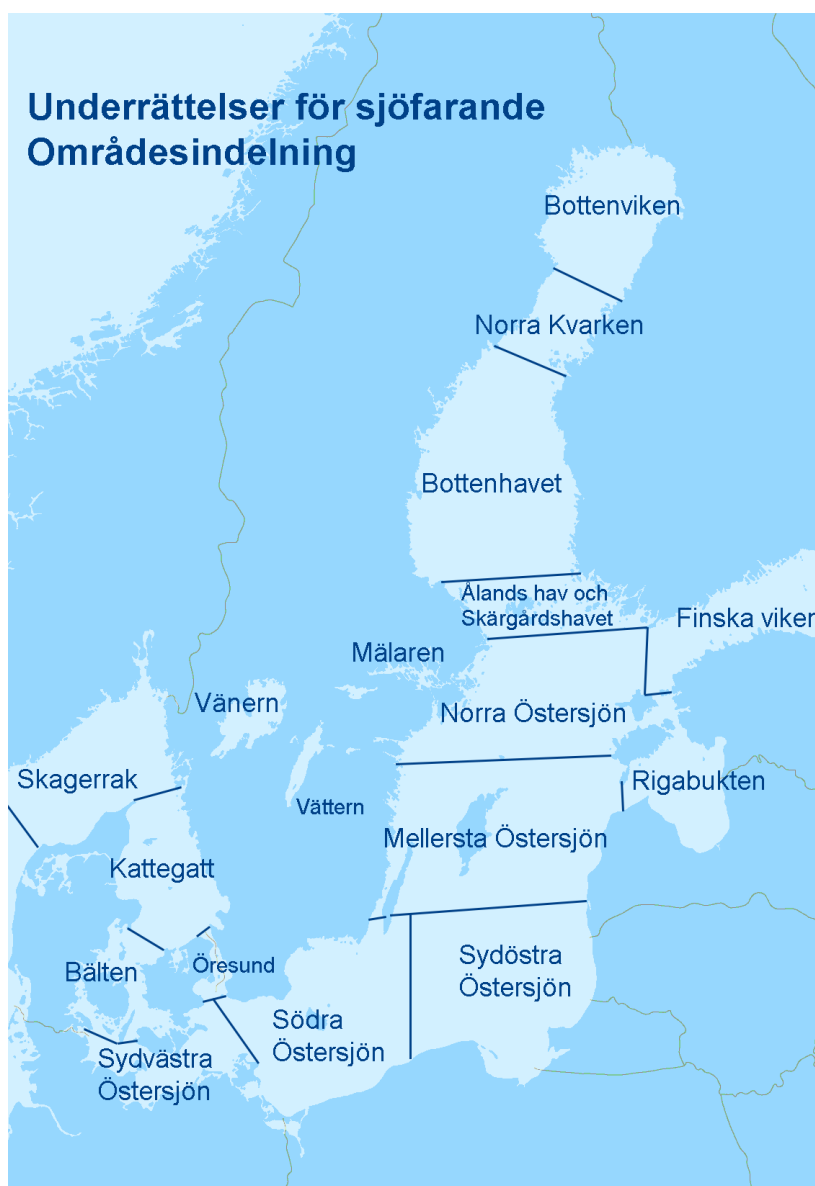 Underrättelser för sjöfarande
Områdesindelning
Bottenviken
Norra Kvarken
Bottenhavet
Ålands hav och
Skärgårdshavet
Finska viken
Mälaren
Vänern
Norra Östersjön
Skagerrak
Rigabukten
Vättern
Mellersta Östersjön
Kattegatt
Sydöstra
Östersjön
Öresund
Bälten
Södra
Östersjön
Sydvästra
Östersjön